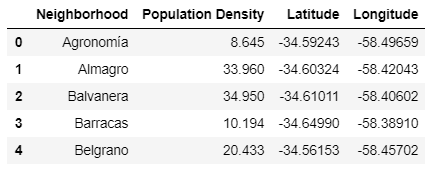 Neighborhood Population Density Latitude Longitude
0 Agronomía 8.645 -34.59243 -58.49659
1 Almagro 33.960 -34.60324 -58.42043
2 Balvanera 34.950 -34.61011 -58.40602
3 Barracas 10.194 -34.64990 -58.38910
4 Belgrano 20.433 -34.56153 -58.45702